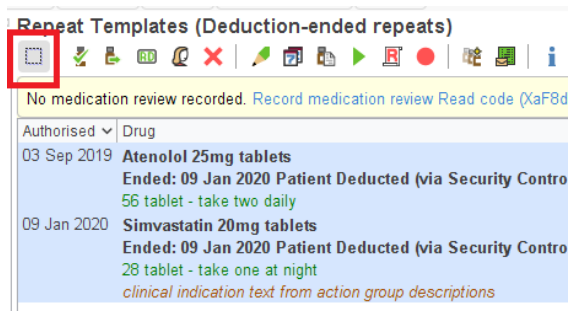 Repeat Templates (Deduction-ended repeats)
No medication review recorded. Record medication review Read code (XaF8d
Authorised Drug
03 Sep 2019 Atenolol 25mg tablets
Ended: 09 Jan 2020 Patient Deducted (via Security Contro
56 tablet - take two daily
09 Jan 2020 Simvastatin 20mg tablets
Ended: 09 Jan 2020 Patient Deducted (via Security Contro
28 tablet - take one at night
clinical indication text from action group descriptions